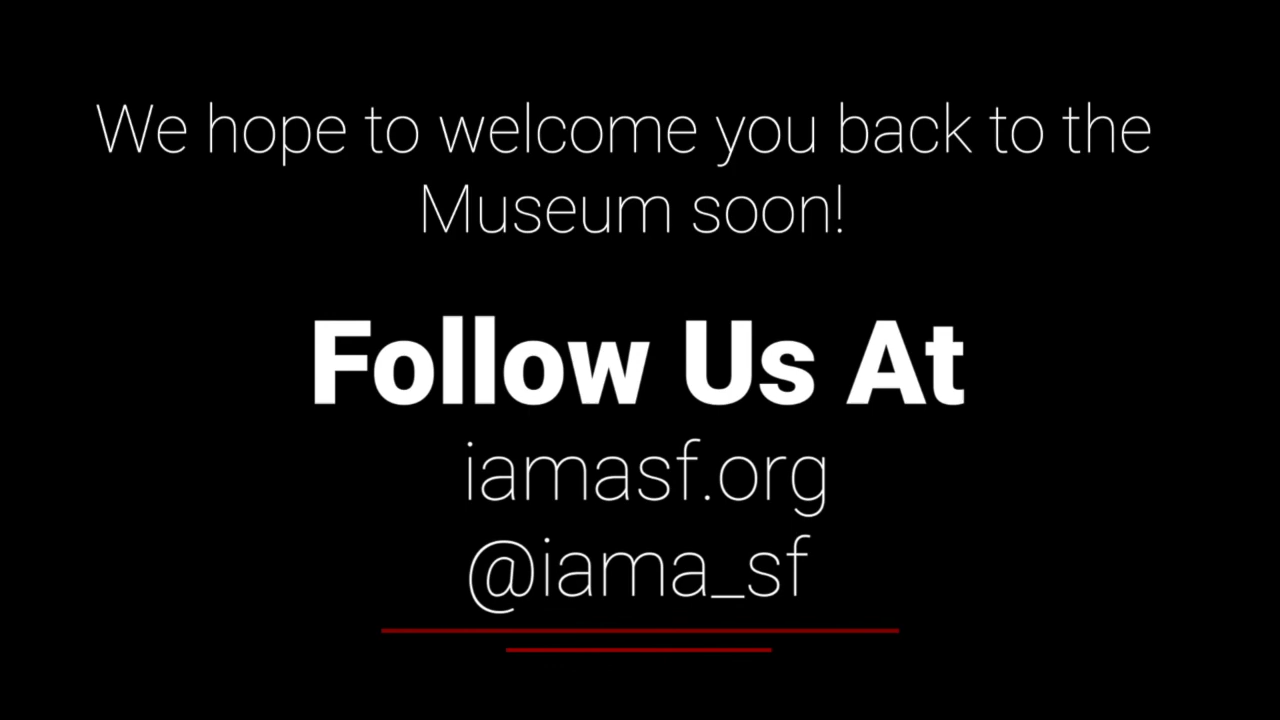 We hope to welcome you back to the
Museum soon!
Follow Us At
iamasf.org
@iama_sf